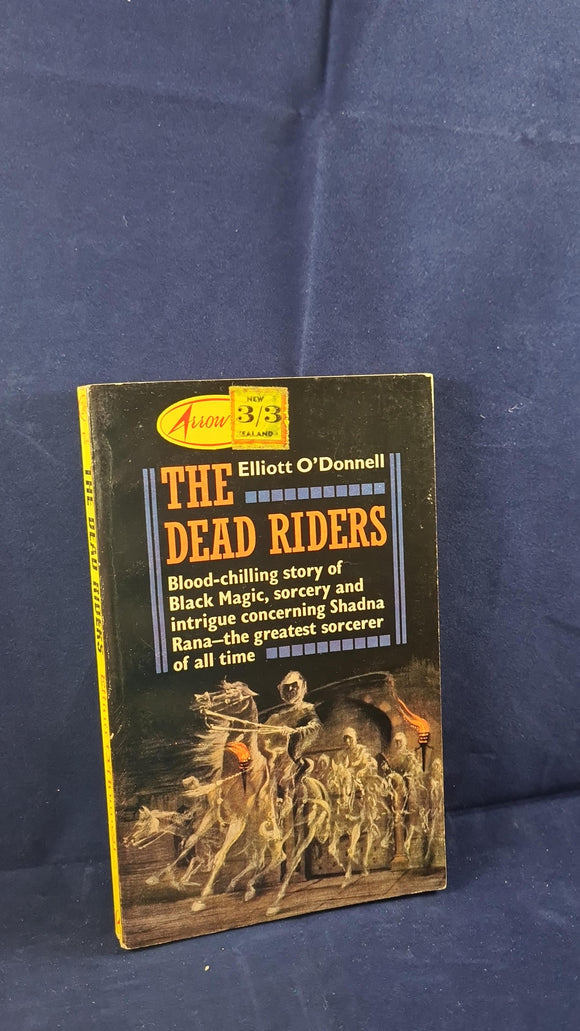 Arrow
NEW
3/3
EALAND
Elliott O'Donnell
THE
DEAD RIDERS
Blood-chilling story of
Black Magic, sorcery and
intrigue concerning Shadna
Rana—the greatest sorcerer
of all time
THE DEAD RIDERS